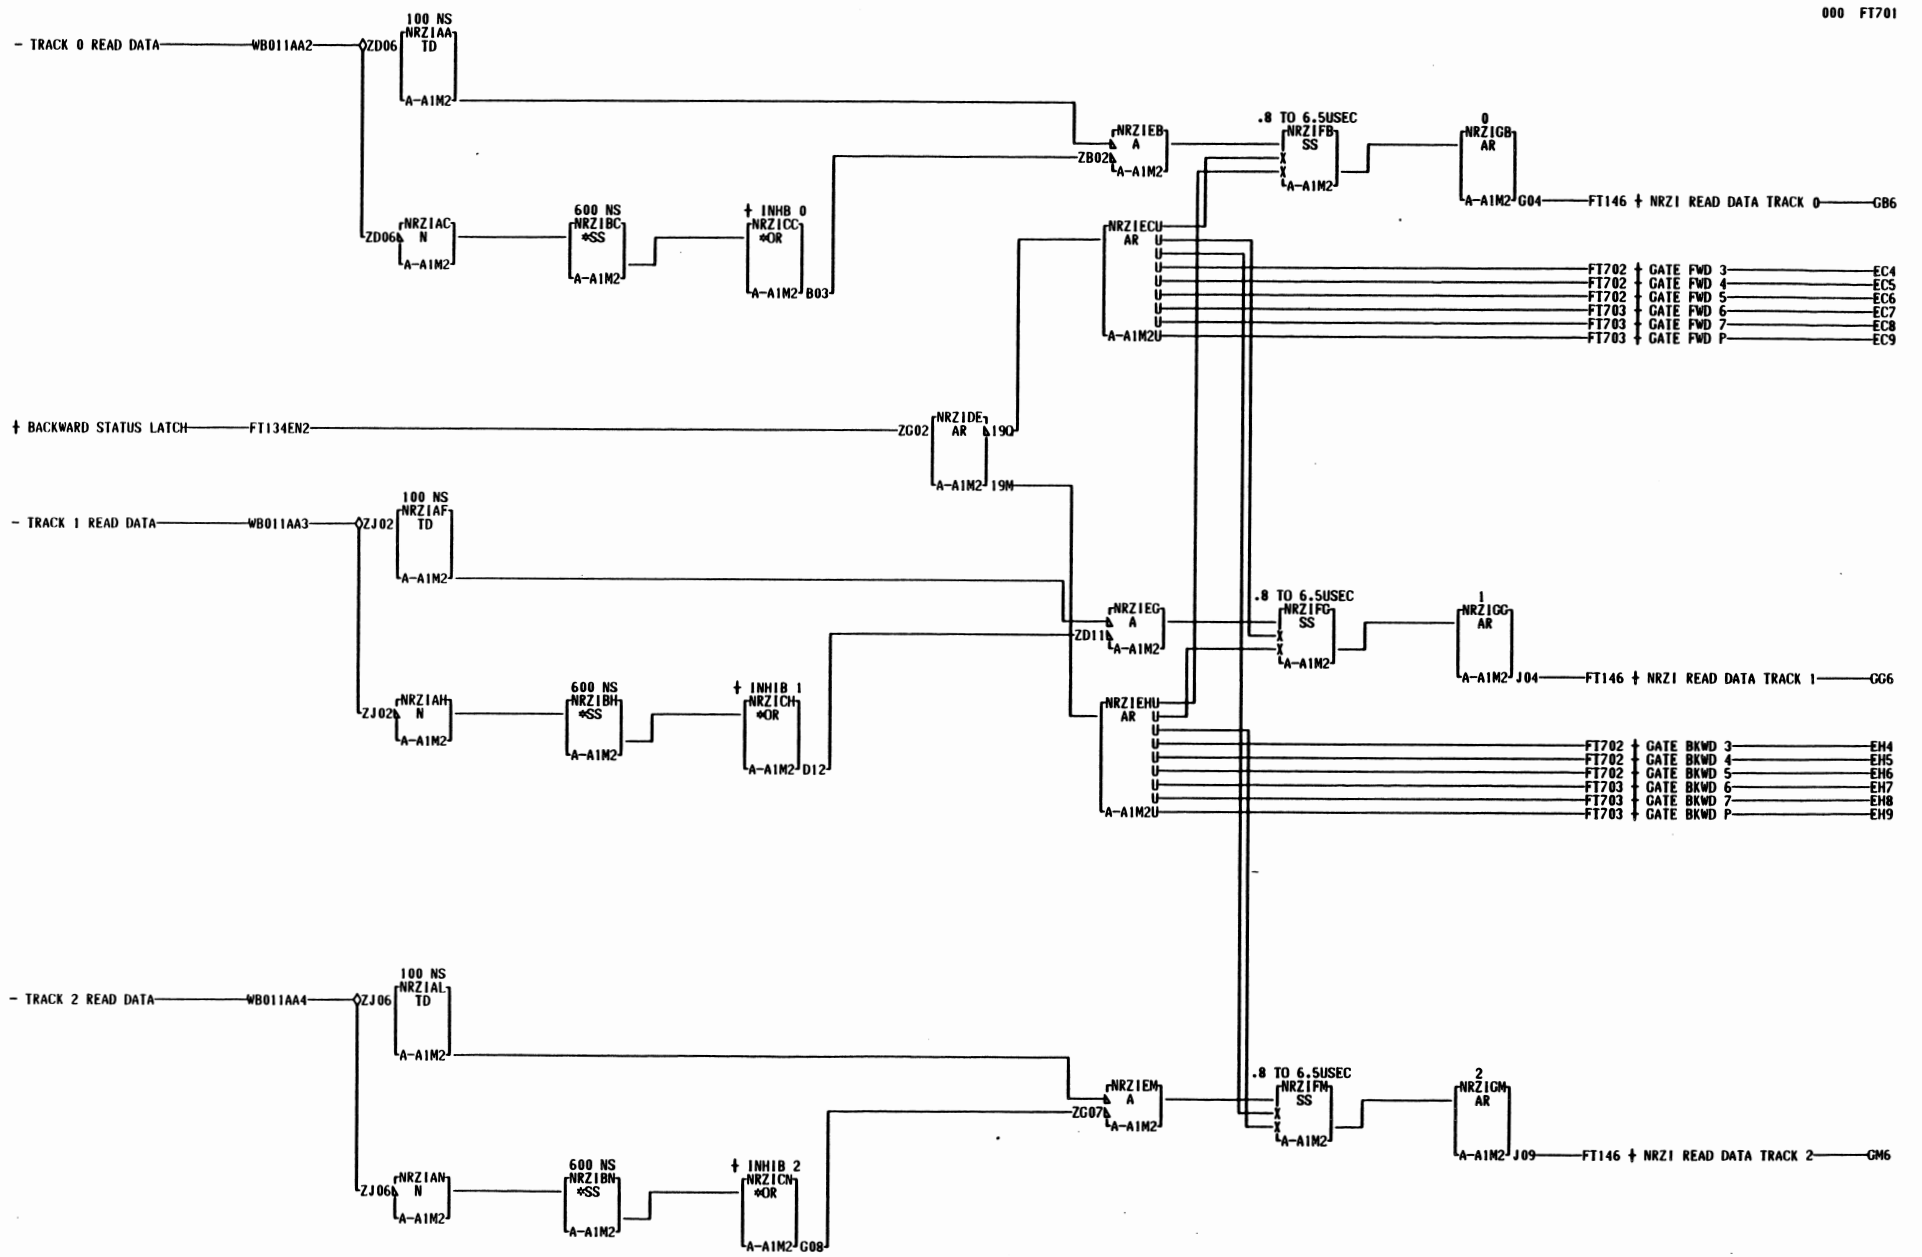 000 FT701
100 NS
NRZIAA
- TRACK 0 READ DATA WB011AA2 ZD06 TD
A-A1M2
.8 TO 6.5USEC 0
NRZIEB NRZIFB NRZIGB
A SS AR
ZB02 X
A-A1M2 X
A-A1M2
A-A1M2 G04 FT146 + NRZI READ DATA TRACK 0 GB6
600 NS + INHB 0
NRZIAC NRZIBC NRZICC NRZIECU
ZD06 N *SS *OR AR U
U
A-A1M2 A-A1M2 A-A1M2 B03
U FT702 + GATE FWD 3 EC4
U FT702 + GATE FWD 4 EC5
U FT702 + GATE FWD 5 EC6
U FT703 + GATE FWD 6 EC7
U FT703 + GATE FWD 7 EC8
A-A1M2U FT703 + GATE FWD P EC9
NRZIDE
+ BACKWARD STATUS LATCH FT134EN2 ZG02 AR 19Q
A-A1M2 19M
100 NS
NRZIAF
- TRACK 1 READ DATA WB011AA3 ZJ02 TD
A-A1M2
.8 TO 6.5USEC 1
NRZIEG NRZIFG NRZIGG
A SS AR
ZD11 X
A-A1M2 X
A-A1M2
A-A1M2 J04 FT146 + NRZI READ DATA TRACK 1 GG6
600 NS + INHIB 1
NRZIAH NRZIBH NRZICH NRZIEHU
ZJ02 N *SS *OR AR U
U
A-A1M2 A-A1M2 A-A1M2 D12
U FT702 + GATE BKWD 3 EH4
U FT702 + GATE BKWD 4 EH5
U FT702 + GATE BKWD 5 EH6
U FT703 + GATE BKWD 6 EH7
U FT703 + GATE BKWD 7 EH8
A-A1M2U FT703 + GATE BKWD P EH9
100 NS
NRZIAL
- TRACK 2 READ DATA WB011AA4 ZJ06 TD
A-A1M2
.8 TO 6.5USEC 2
NRZIEM NRZIFM NRZIGM
A SS AR
ZG07 X
A-A1M2 X
A-A1M2
A-A1M2 J09 FT146 + NRZI READ DATA TRACK 2 GM6
600 NS + INHIB 2
NRZIAN NRZIBN NRZICN
ZJ06 N *SS *OR
A-A1M2 A-A1M2 A-A1M2 G08